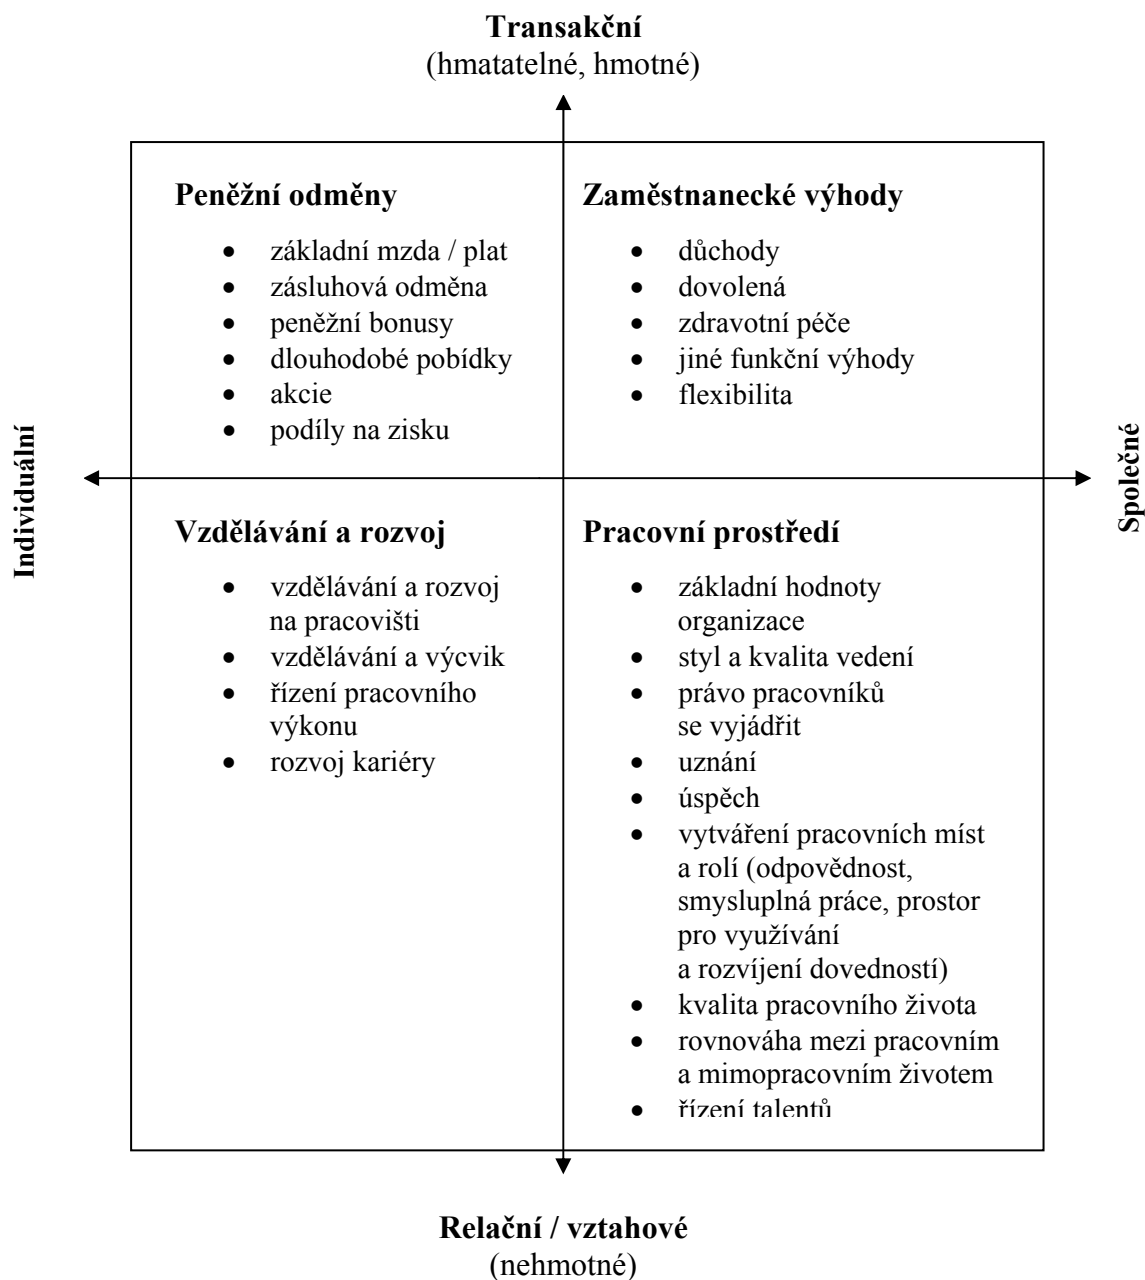 Transakční
(hmatatelné, hmotné)
Peněžní odměny
• základní mzda / plat
• zásluhová odměna
• peněžní bonusy
• dlouhodobé pobídky
• akcie
• podíly na zisku
Zaměstnanecké výhody
• důchody
• dovolená
• zdravotní péče
• jiné funkční výhody
• flexibilita
Individuální
Společné
Vzdělávání a rozvoj
• vzdělávání a rozvoj
na pracovišti
• vzdělávání a výcvik
• řízení pracovního
výkonu
• rozvoj kariéry
Pracovní prostředí
• základní hodnoty
organizace
• styl a kvalita vedení
• právo pracovníků
se vyjádřit
• uznání
• úspěch
• vytváření pracovních míst
a rolí (odpovědnost,
smysluplná práce, prostor
pro využívání
a rozvíjení dovedností)
• kvalita pracovního života
• rovnováha mezi pracovním
a mimopracovním životem
• řízení talentů
Relační / vztahové
(nehmotné)